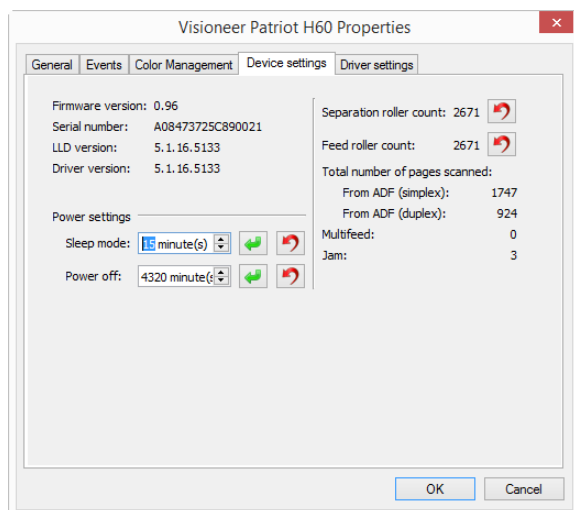 Visioneer Patriot H60 Properties
General Events Color Management Device settings Driver settings
Firmware version: 0.96
Serial number: A08473725C890021
LLD version: 5.1.16.5133
Driver version: 5.1.16.5133
Power settings
Sleep mode: 15 minute(s)
Power off: 4320 minute(s
Separation roller count: 2671
Feed roller count: 2671
Total number of pages scanned:
From ADF (simplex): 1747
From ADF (duplex): 924
Multifeed: 0
Jam: 3
OK Cancel